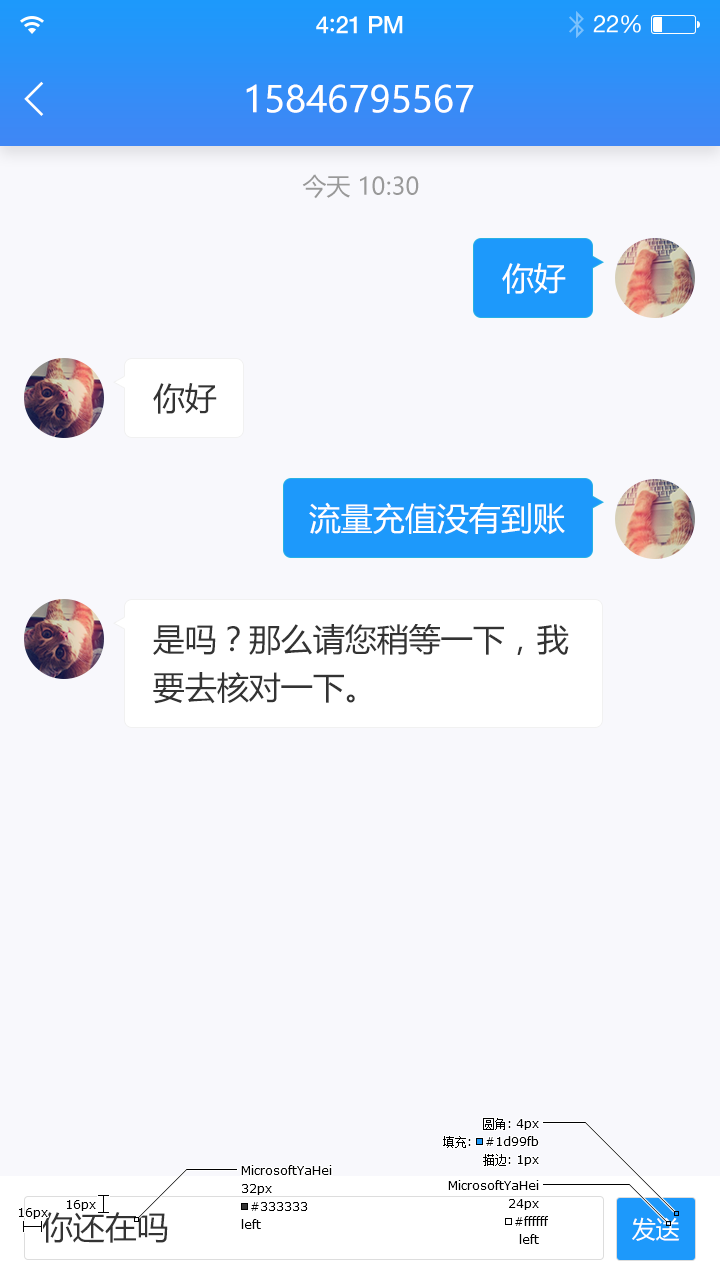 4:21 PM
22%
15846795567
今天 10:30
你好
你好
流量充值没有到账
是吗？那么请您稍等一下，我
要去核对一下。
圆角: 4px
填充: #1d99fb
描边: 1px
MicrosoftYaHei
32px
#333333
left
MicrosoftYaHei
24px
#ffffff
left
16px
16px
你还在吗
发送